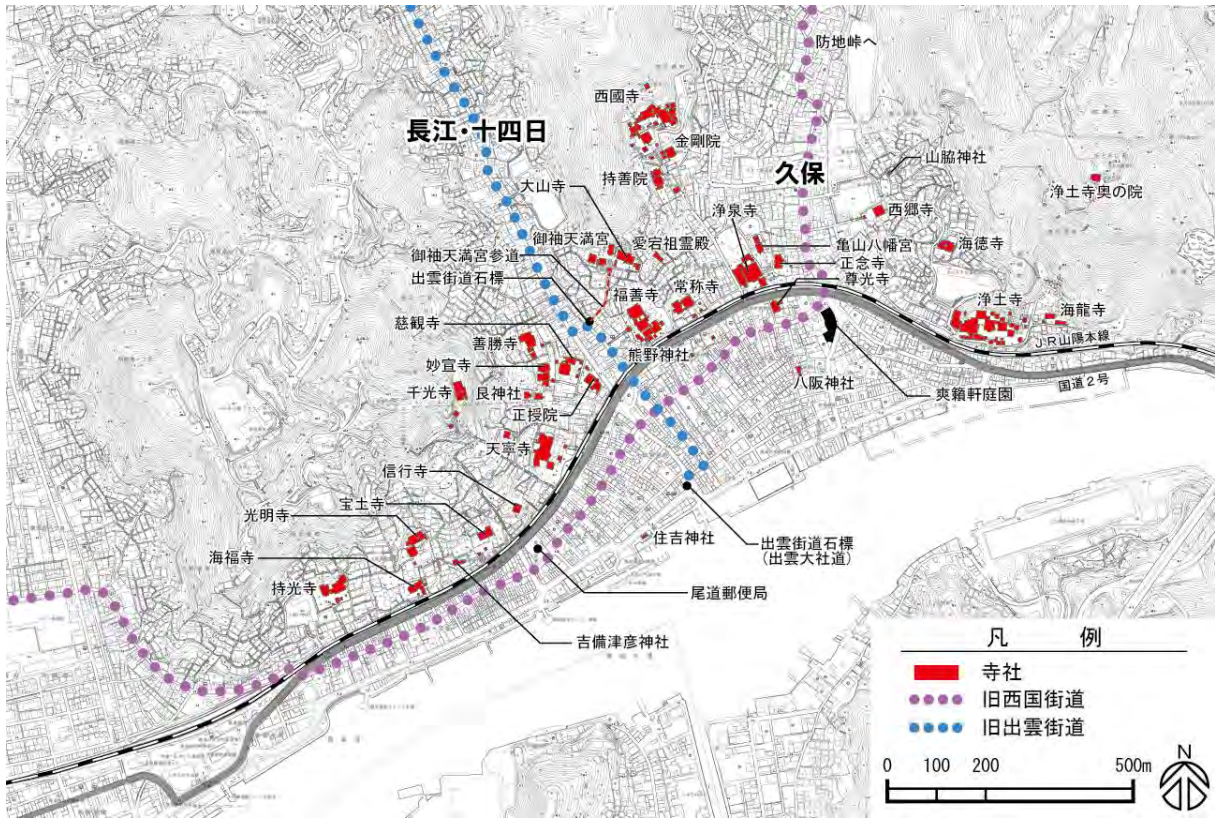 防地峠へ
西國寺
長江・十四日
金剛院
久保
山脇神社
持善院
大山寺
浄土寺奥の院
浄泉寺
西郷寺
御袖天満宮
愛宕祖霊殿
亀山八幡宮
海徳寺
御袖天満宮参道
正念寺
出雲街道石標
福善寺
常称寺
尊光寺
浄土寺
海龍寺
慈観寺
JR山陽本線
善勝寺
熊野神社
妙宣寺
八阪神社
国道2号
千光寺
艮神社
爽籟軒庭園
正授院
天寧寺
信行寺
宝土寺
光明寺
住吉神社
出雲街道石標
(出雲大社道)
海福寺
持光寺
尾道郵便局
吉備津彦神社
凡 例
寺社
旧西国街道
旧出雲街道
0 100 200 500m
N